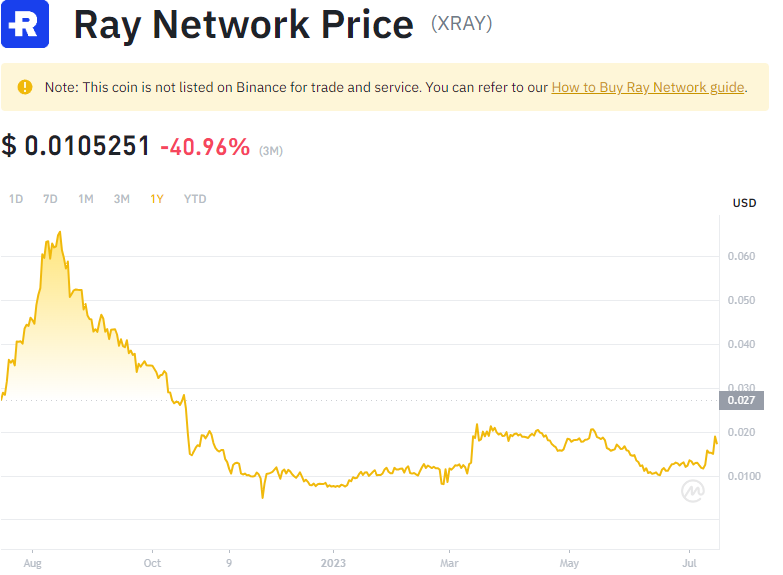 R
Ray Network Price (XRAY)
! Note: This coin is not listed on Binance for trade and service. You can refer to our How to Buy Ray Network guide.
$ 0.0105251 -40.96% (3M)
1D 7D 1M 3M 1Y YTD
USD
0.060
0.050
0.040
0.030
0.027
0.020
0.0100
Aug Oct 9 2023 Mar May Jul